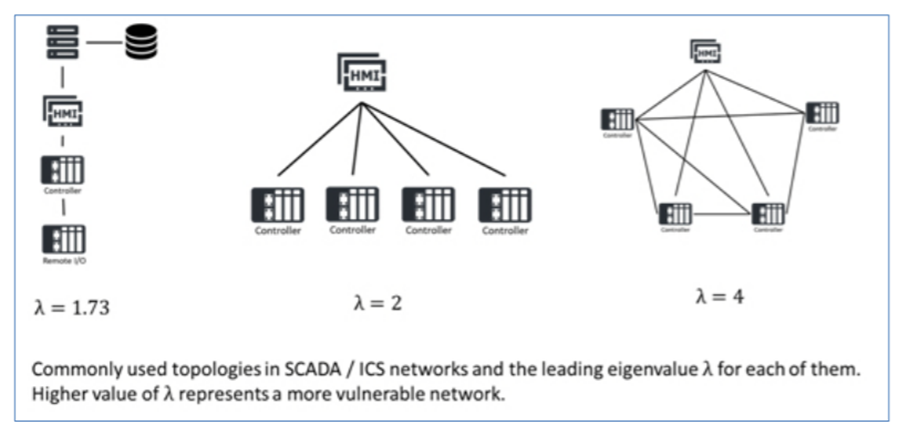 HMI
Controller
Remote I/O
λ = 1.73
HMI
Controller Controller Controller Controller
λ = 2
HMI
Controller
Controller
Controller
Controller
λ = 4
Commonly used topologies in SCADA / ICS networks and the leading eigenvalue λ for each of them.
Higher value of λ represents a more vulnerable network.